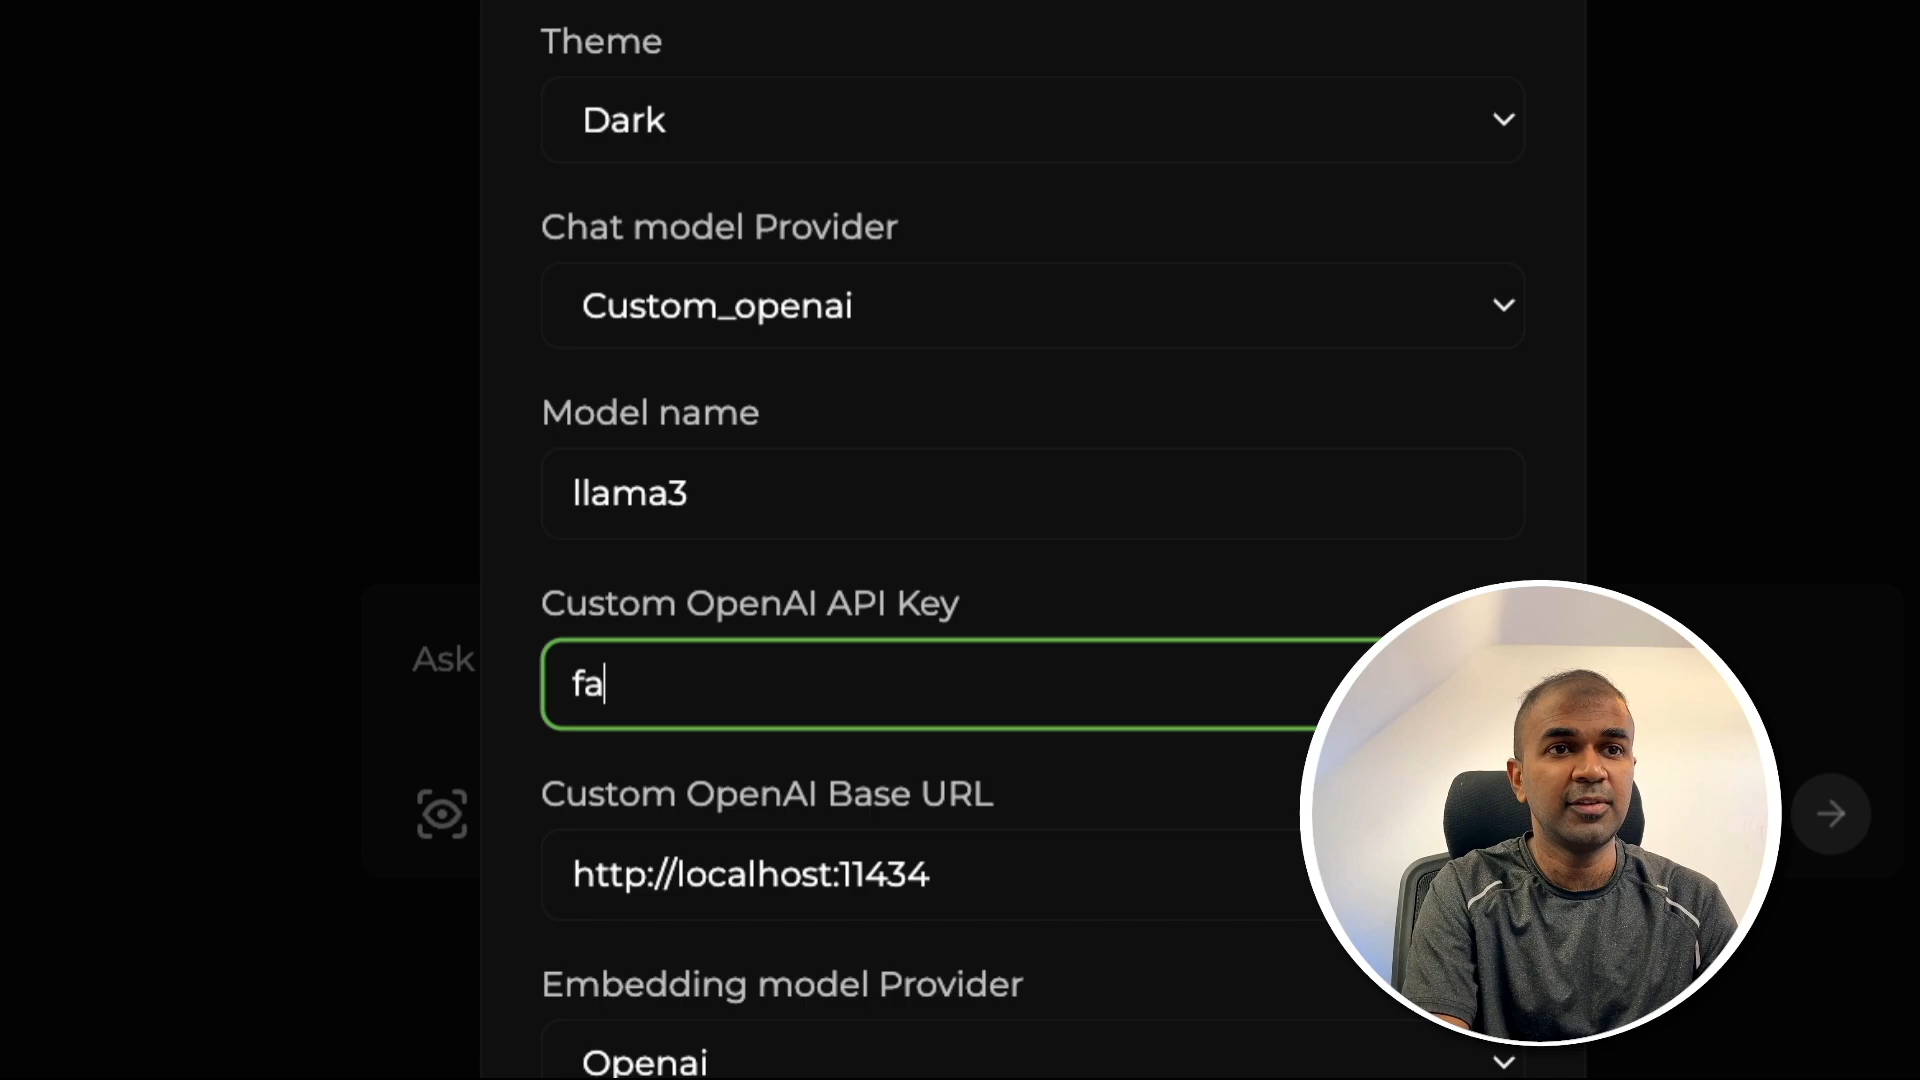 Theme
Dark
Chat model Provider
Custom_openai
Model name
llama3
Custom OpenAI API Key
Ask
fa
Custom OpenAI Base URL
http://localhost:11434
Embedding model Provider
Openai